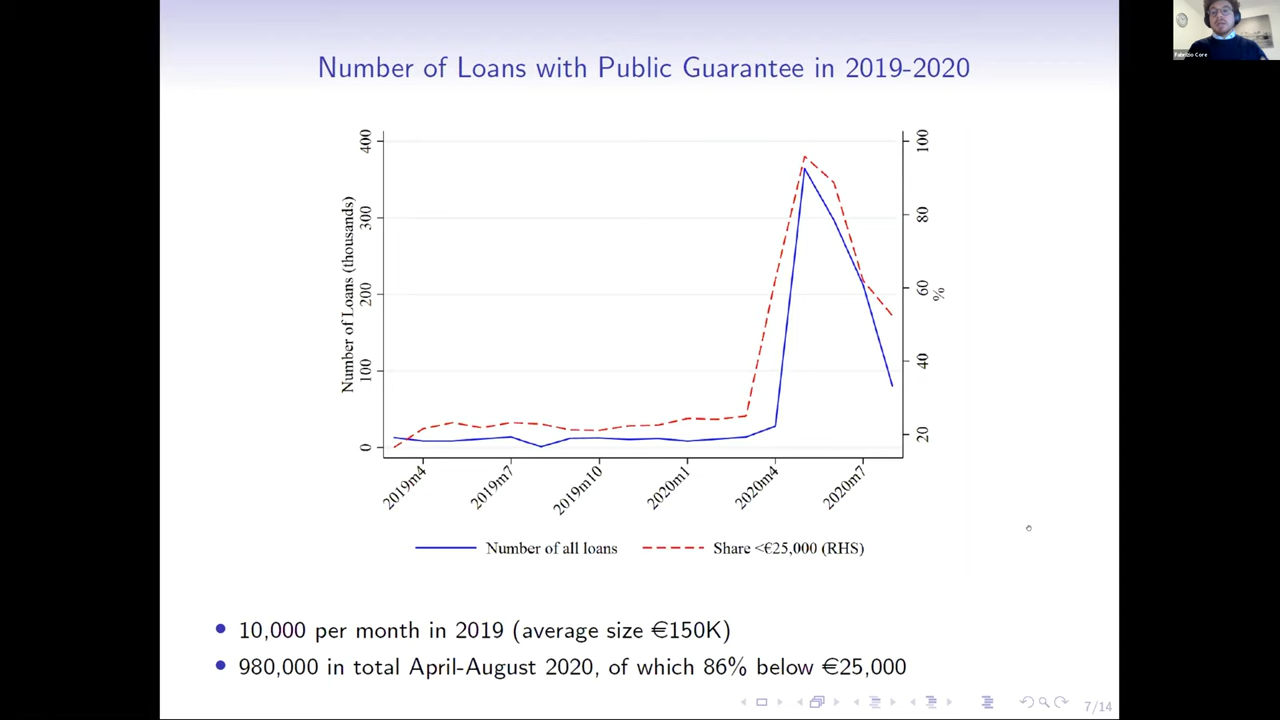 Number of Loans with Public Guarantee in 2019-2020
Fabrizio Core
Number of Loans (thousands)
0
100
200
300
400
20
40
60
80
100
%
2019m4
2019m7
2019m10
2020m1
2020m4
2020m7
Number of all loans
Share <€25,000 (RHS)
• 10,000 per month in 2019 (average size €150K)
• 980,000 in total April-August 2020, of which 86% below €25,000
7/14